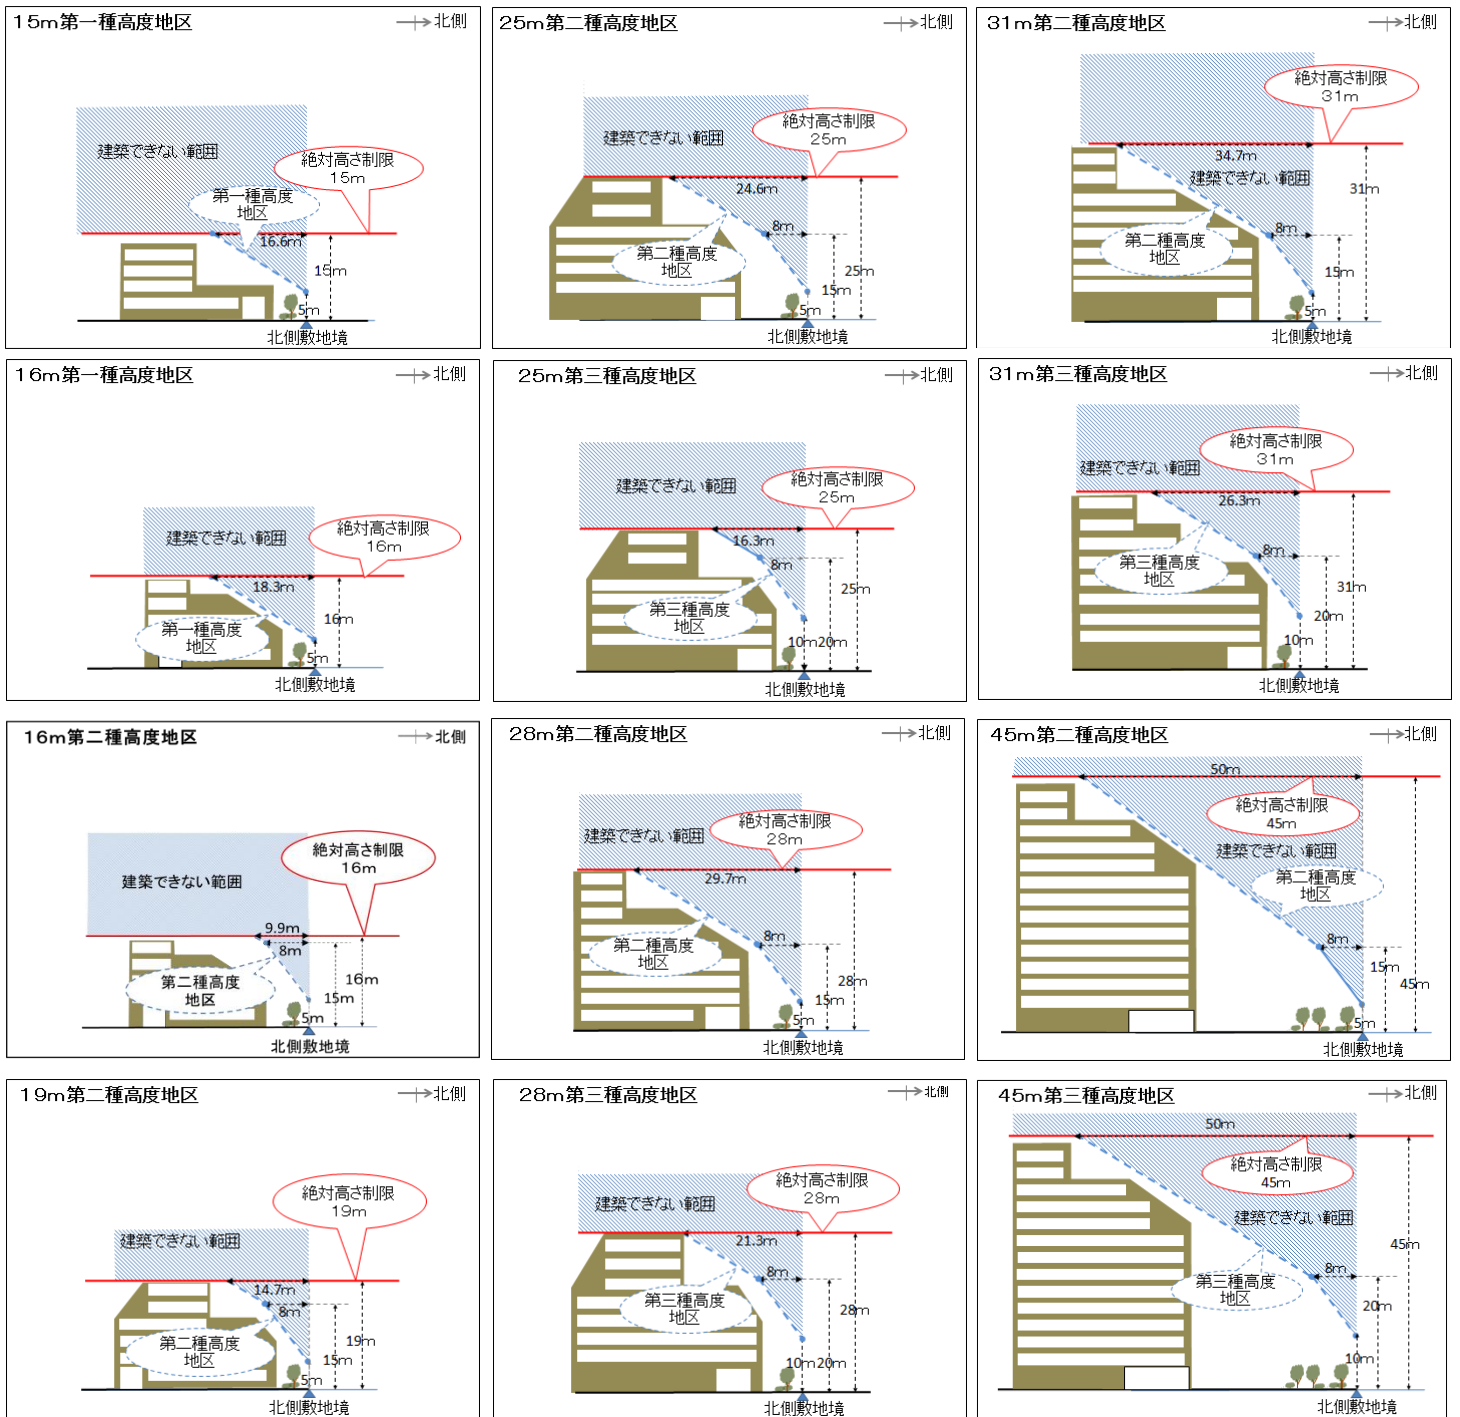 15m第一種高度地区
北側
建築できない範囲
絶対高さ制限
15m
第一種高度
地区
16.6m
15m
5m
北側敷地境
25m第二種高度地区
北側
建築できない範囲
絶対高さ制限
25m
24.6m
8m
第二種高度
地区
25m
15m
5m
北側敷地境
31m第二種高度地区
北側
絶対高さ制限
31m
34.7m
建築できない範囲
31m
8m
第二種高度
地区
15m
5m
北側敷地境
16m第一種高度地区
北側
建築できない範囲
絶対高さ制限
16m
18.3m
16m
第一種高度
地区
5m
北側敷地境
25m第三種高度地区
北側
建築できない範囲
絶対高さ制限
25m
16.3m
8m
25m
第三種高度
地区
10m
20m
北側敷地境
31m第三種高度地区
北側
絶対高さ制限
31m
建築できない範囲
26.3m
8m
第三種高度
地区
31m
20m
10m
北側敷地境
16m第二種高度地区
北側
絶対高さ制限
16m
建築できない範囲
9.9m
8m
第二種高度
地区
16m
15m
5m
北側敷地境
28m第二種高度地区
北側
建築できない範囲
絶対高さ制限
28m
29.7m
8m
第二種高度
地区
28m
15m
5m
北側敷地境
45m第二種高度地区
北側
50m
絶対高さ制限
45m
建築できない範囲
第二種高度
地区
8m
15m
45m
5m
北側敷地境
19m第二種高度地区
北側
絶対高さ制限
19m
建築できない範囲
14.7m
8m
第二種高度
地区
19m
15m
5m
北側敷地境
28m第三種高度地区
北側
建築できない範囲
絶対高さ制限
28m
21.3m
8m
第三種高度
地区
28m
10m
20m
北側敷地境
45m第三種高度地区
北側
50m
絶対高さ制限
45m
建築できない範囲
45m
8m
第三種高度
地区
20m
10m
北側敷地境